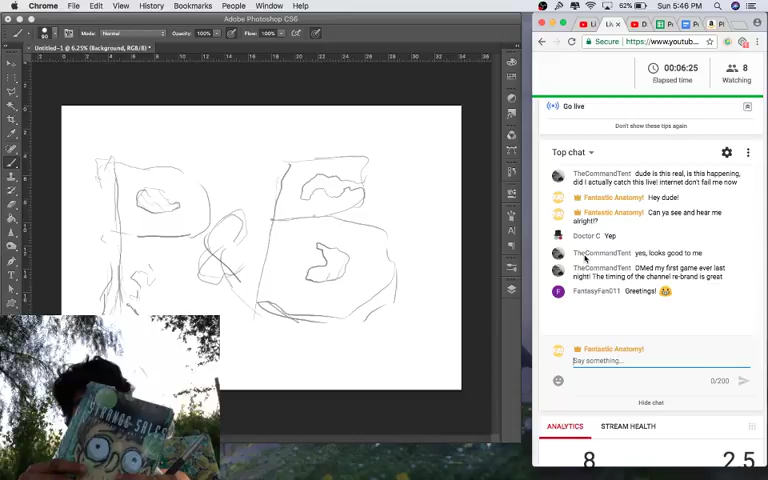 Chrome File Edit View History Bookmarks People Window Help 62% Sun 5:46 PM
Adobe Photoshop CS6
Mode: Normal Opacity: 100% Flow: 100%
Untitled-1 @ 6.25% (Background, RGB/8) *
P & B
STRANGE TALES
Secure https://www.youtub
00:06:25
Elapsed time
8
Watching
Go live
Don't show these tips again
Top chat
TheCommandTent dude is this real, is this happening,
did I actually catch this live! internet don't fail me now
Fantastic Anatomy! Hey dude!
Fantastic Anatomy! Can ya see and hear me
alright!?
Doctor C Yep
TheCommandTent yes, looks good to me
TheCommandTent DMed my first game ever last
night! The timing of the channel re-brand is great
F FantasyFan011 Greetings!
Fantastic Anatomy!
Say something...
0/200
Hide chat
ANALYTICS STREAM HEALTH
8 2.5